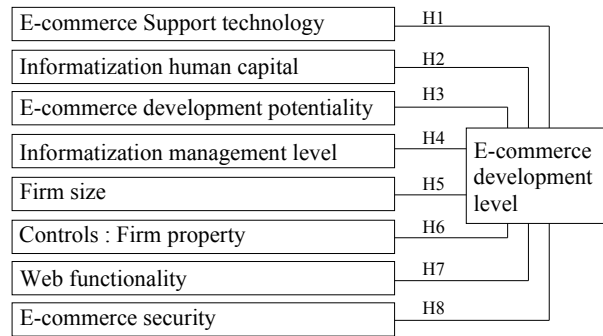 E-commerce Support technology
H1
Informatization human capital
H2
E-commerce development potentiality
H3
Informatization management level
H4
Firm size
H5
Controls : Firm property
H6
Web functionality
H7
E-commerce security
H8
E-commerce
development
level